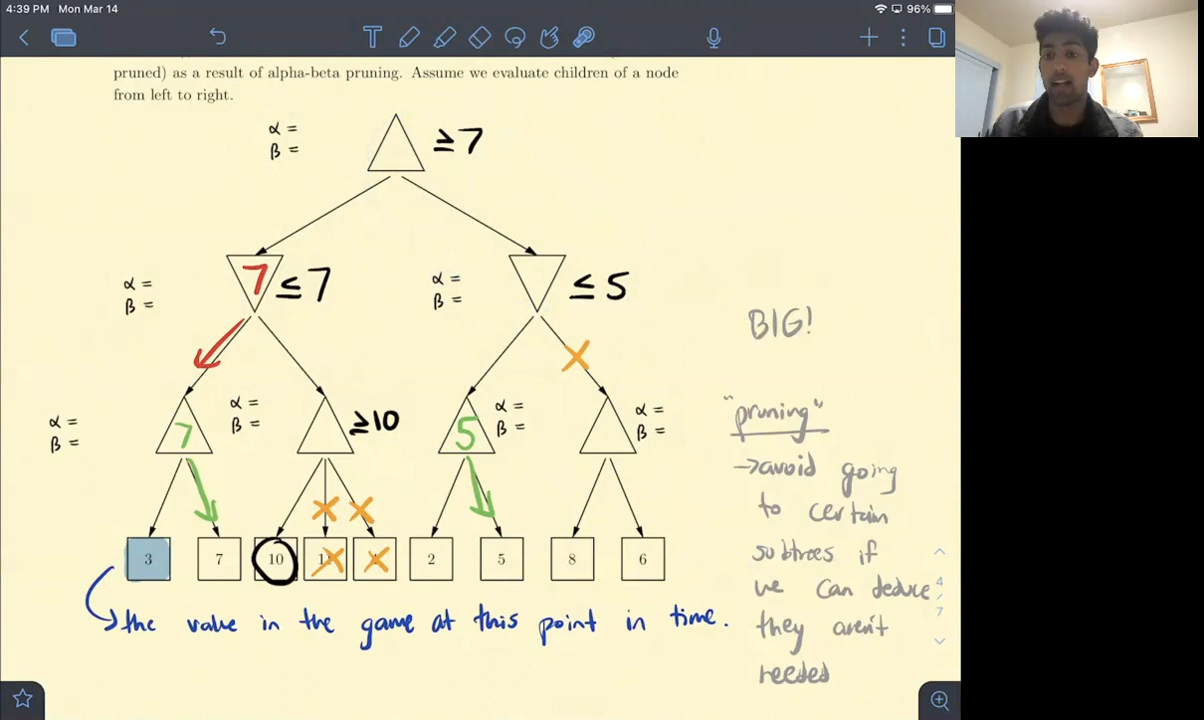 4:39 PM Mon Mar 14
96%
T
pruned) as a result of alpha-beta pruning. Assume we evaluate children of a node
from left to right.
α =
β =
≥7
α =
β =
7 ≤7
α =
β =
≤5
BIG!
α =
β =
7
α =
β =
≥10
5
α =
β =
α =
β =
"pruning"
→avoid going
to certain
subtrees if
we can deduce
they aren't
needed
3
7
10
2
5
8
6
4
/
7
the value in the game at this point in time.